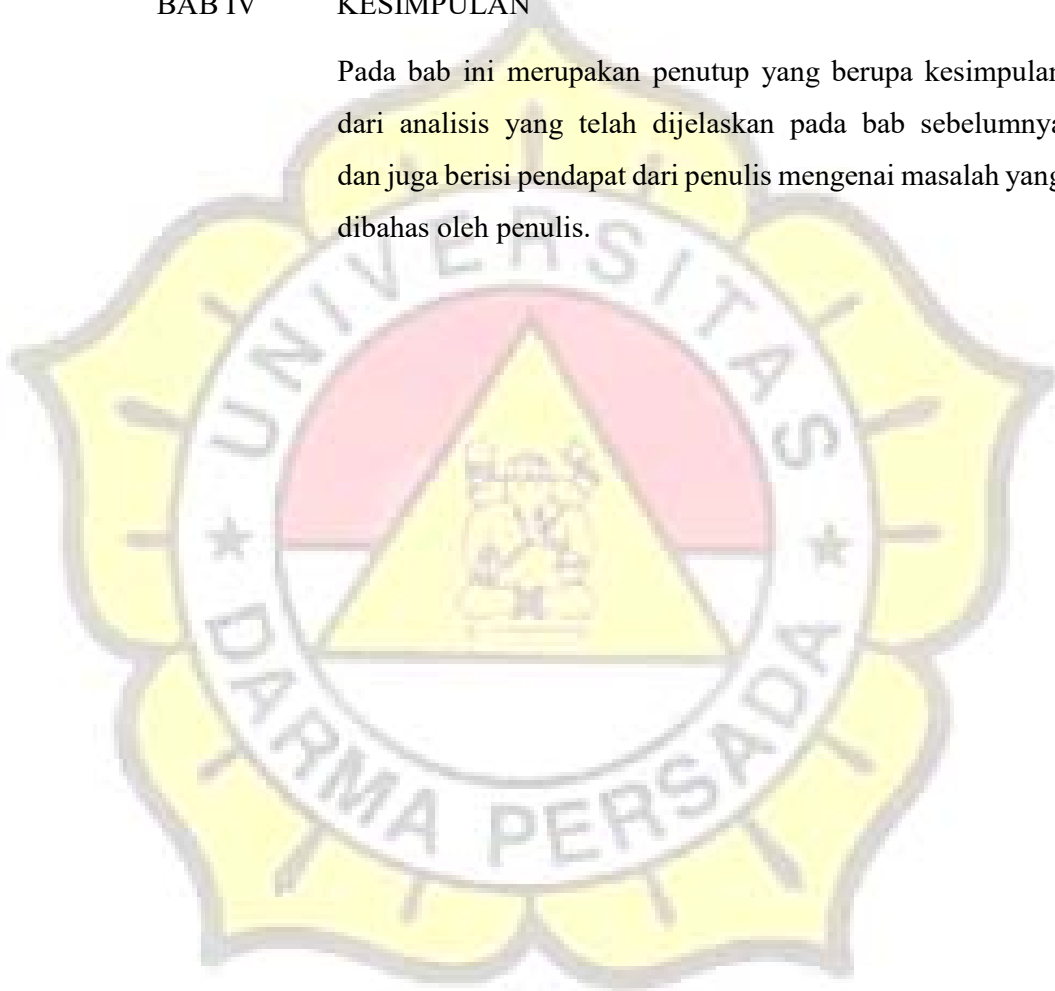 BAB IV KESIMPULAN
Pada bab ini merupakan penutup yang berupa kesimpulan
dari analisis yang telah dijelaskan pada bab sebelumnya
dan juga berisi pendapat dari penulis mengenai masalah yang
dibahas oleh penulis.
UNIVERSITAS
DARMA PERSADA